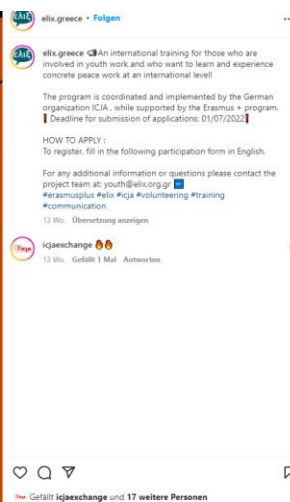 elix.greece • Folgen
elix.greece An international training for those who are
involved in youth work and who want to learn and experience
concrete peace work at an international level!
The program is coordinated and implemented by the German
organization ICJA , while supported by the Erasmus + program.
Deadline for submission of applications: 01/07/2022
HOW TO APPLY :
To register, fill in the following participation form in English.
For any additional information or questions please contact the
project team at: youth@elix.org.gr
#erasmusplus #elix #icja #volunteering #training
#communication
13 Wo. Übersetzung anzeigen
icjaexchange 🔥🔥
13 Wo. Gefällt 1 Mal Antworten
Gefällt icjaexchange und 17 weitere Personen